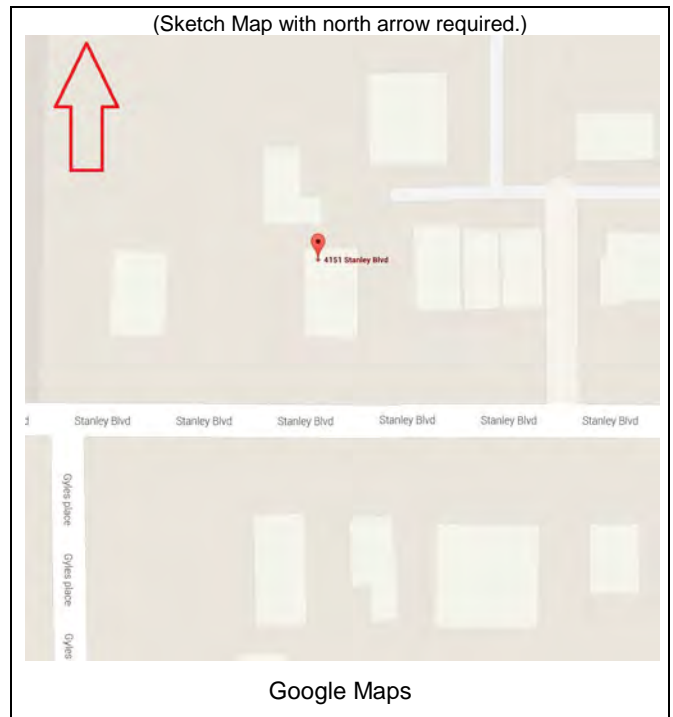 (Sketch Map with north arrow required.)
4151 Stanley Blvd
Stanley Blvd Stanley Blvd Stanley Blvd Stanley Blvd Stanley Blvd Stanley Blvd
Gyles place
Gyles place
Gyles
Google Maps